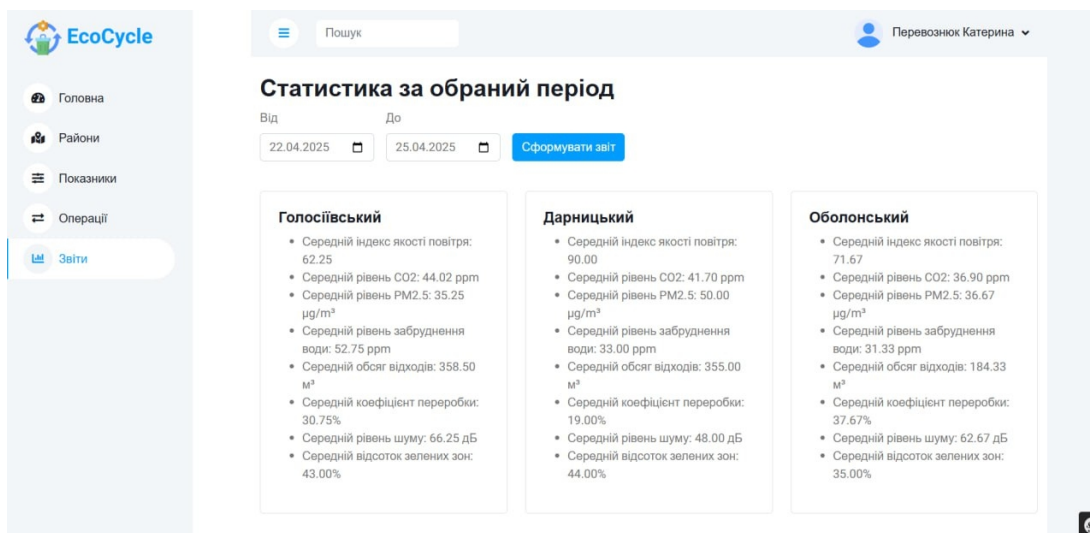 EcoCycle
Пошук
Перевознюк Катерина
Головна
Райони
Показники
Операції
Звіти
Статистика за обраний період
Від
До
22.04.2025
25.04.2025
Сформувати звіт
Голосіївський
Середній індекс якості повітря:
62.25
Середній рівень CO2: 44.02 ppm
Середній рівень PM2.5: 35.25
μg/m³
Середній рівень забруднення
води: 52.75 ppm
Середній обсяг відходів: 358.50
м³
Середній коефіцієнт переробки:
30.75%
Середній рівень шуму: 66.25 дБ
Середній відсоток зелених зон:
43.00%
Дарницький
Середній індекс якості повітря:
90.00
Середній рівень CO2: 41.70 ppm
Середній рівень PM2.5: 50.00
μg/m³
Середній рівень забруднення
води: 33.00 ppm
Середній обсяг відходів: 355.00
м³
Середній коефіцієнт переробки:
19.00%
Середній рівень шуму: 48.00 дБ
Середній відсоток зелених зон:
44.00%
Оболонський
Середній індекс якості повітря:
71.67
Середній рівень CO2: 36.90 ppm
Середній рівень PM2.5: 36.67
μg/m³
Середній рівень забруднення
води: 31.33 ppm
Середній обсяг відходів: 184.33
м³
Середній коефіцієнт переробки:
37.67%
Середній рівень шуму: 62.67 дБ
Середній відсоток зелених зон:
35.00%